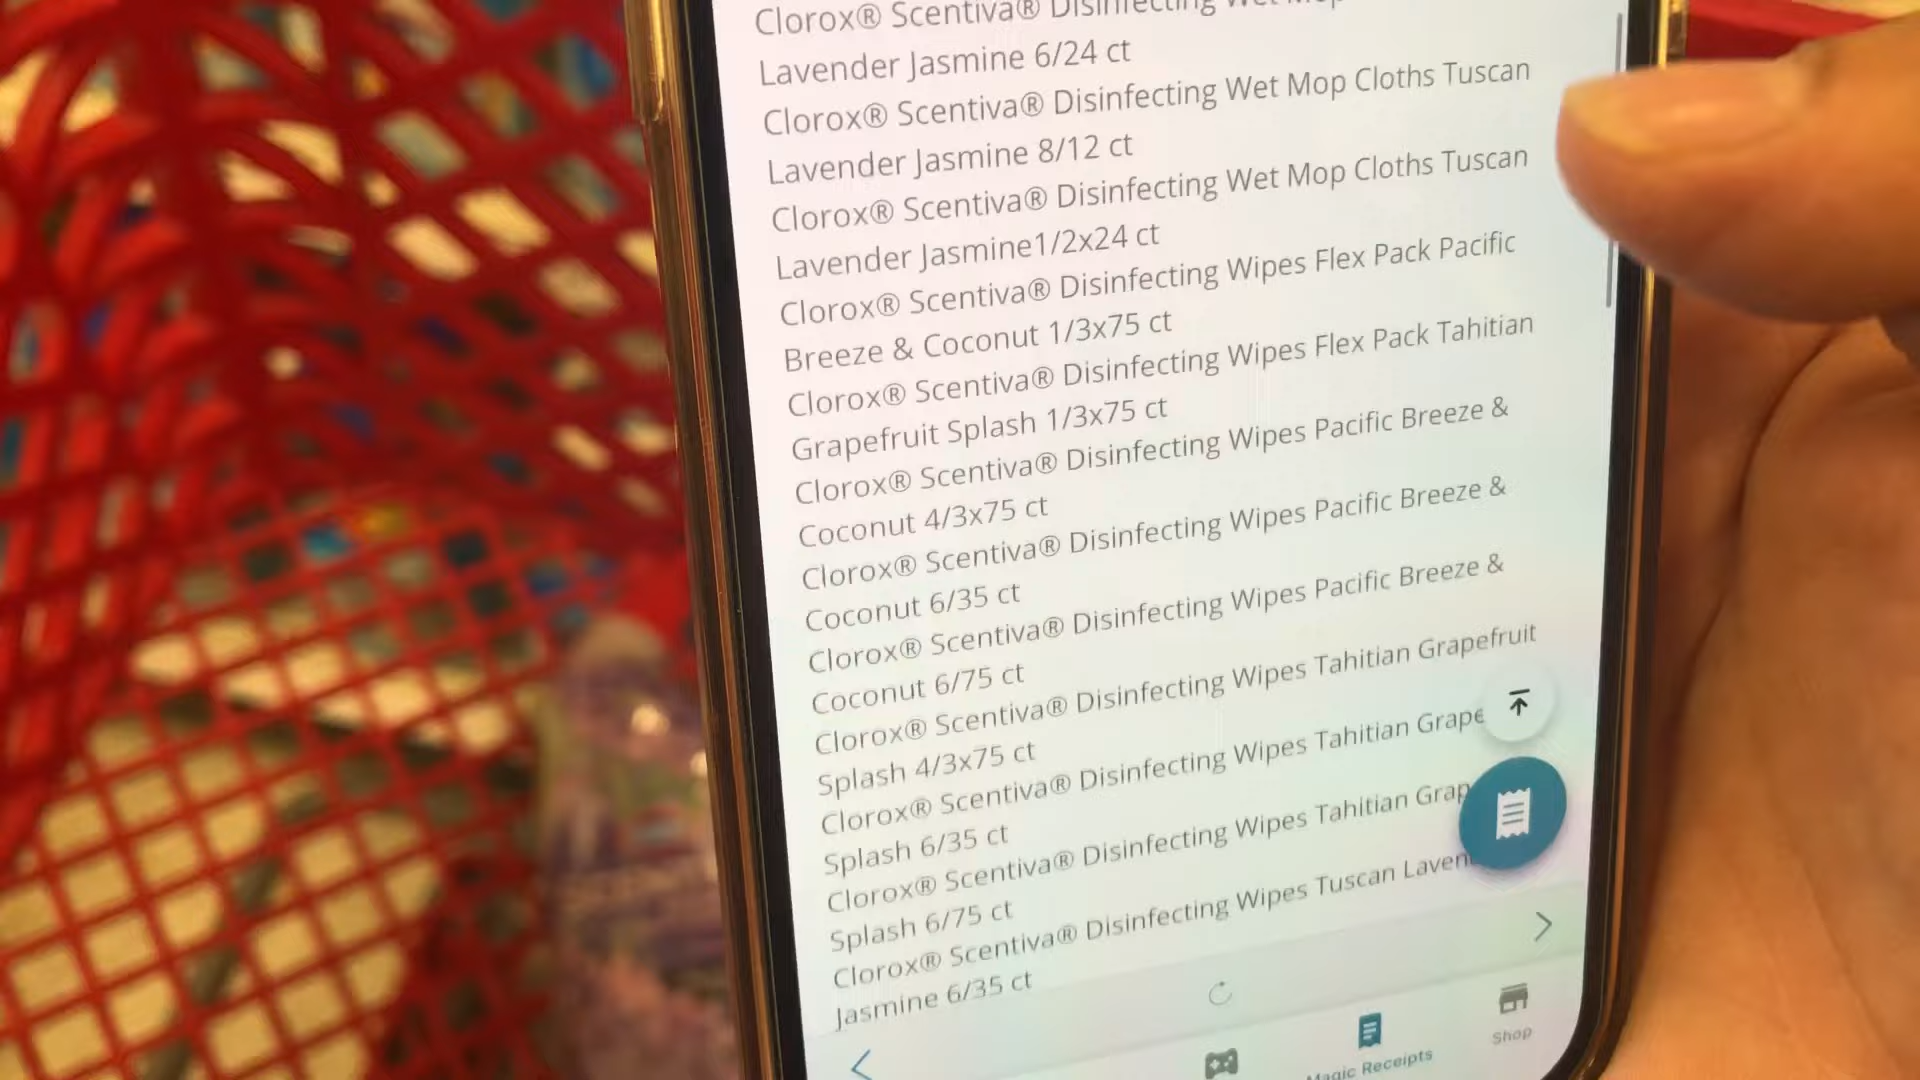 Clorox® Scentiva® Disinfecting Wet Mop
Lavender Jasmine 6/24 ct
Clorox® Scentiva® Disinfecting Wet Mop Cloths Tuscan
Lavender Jasmine 8/12 ct
Clorox® Scentiva® Disinfecting Wet Mop Cloths Tuscan
Lavender Jasmine1/2x24 ct
Clorox® Scentiva® Disinfecting Wipes Flex Pack Pacific
Breeze & Coconut 1/3x75 ct
Clorox® Scentiva® Disinfecting Wipes Flex Pack Tahitian
Grapefruit Splash 1/3x75 ct
Clorox® Scentiva® Disinfecting Wipes Pacific Breeze &
Coconut 4/3x75 ct
Clorox® Scentiva® Disinfecting Wipes Pacific Breeze &
Coconut 6/35 ct
Clorox® Scentiva® Disinfecting Wipes Pacific Breeze &
Coconut 6/75 ct
Clorox® Scentiva® Disinfecting Wipes Tahitian Grapefruit
Splash 4/3x75 ct
Clorox® Scentiva® Disinfecting Wipes Tahitian Grape
Splash 6/35 ct
Clorox® Scentiva® Disinfecting Wipes Tahitian Grap
Splash 6/75 ct
Clorox® Scentiva® Disinfecting Wipes Tuscan Laven
Jasmine 6/35 ct
Magic Receipts
Shop